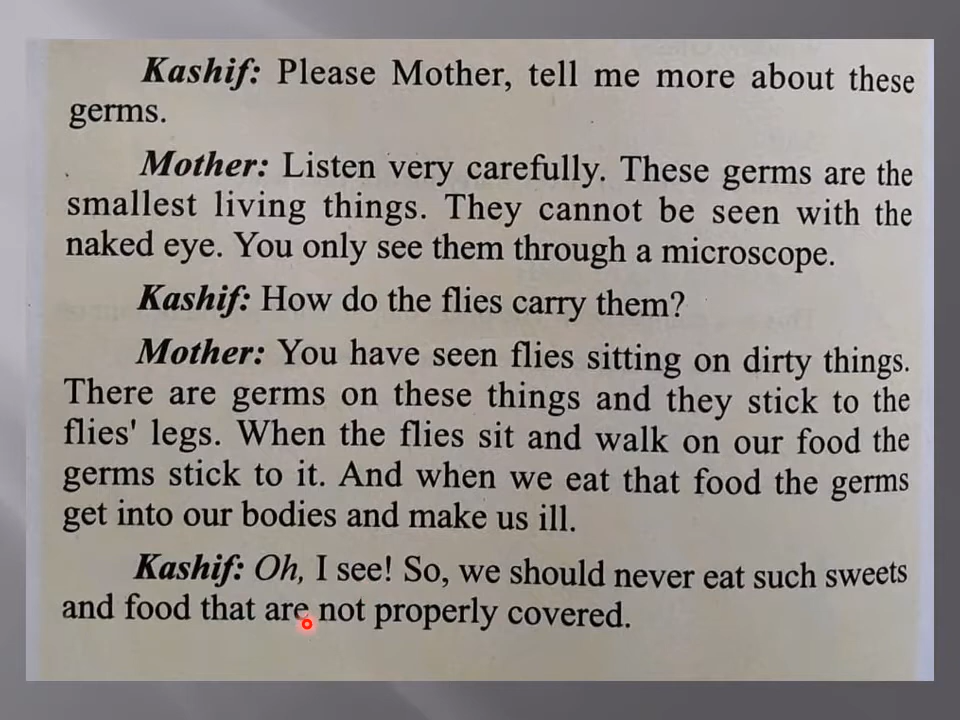 Kashif: Please Mother, tell me more about these
germs.
Mother: Listen very carefully. These germs are the
smallest living things. They cannot be seen with the
naked eye. You only see them through a microscope.
Kashif: How do the flies carry them?
Mother: You have seen flies sitting on dirty things.
There are germs on these things and they stick to the
flies' legs. When the flies sit and walk on our food the
germs stick to it. And when we eat that food the germs
get into our bodies and make us ill.
Kashif: Oh, I see! So, we should never eat such sweets
and food that are not properly covered.